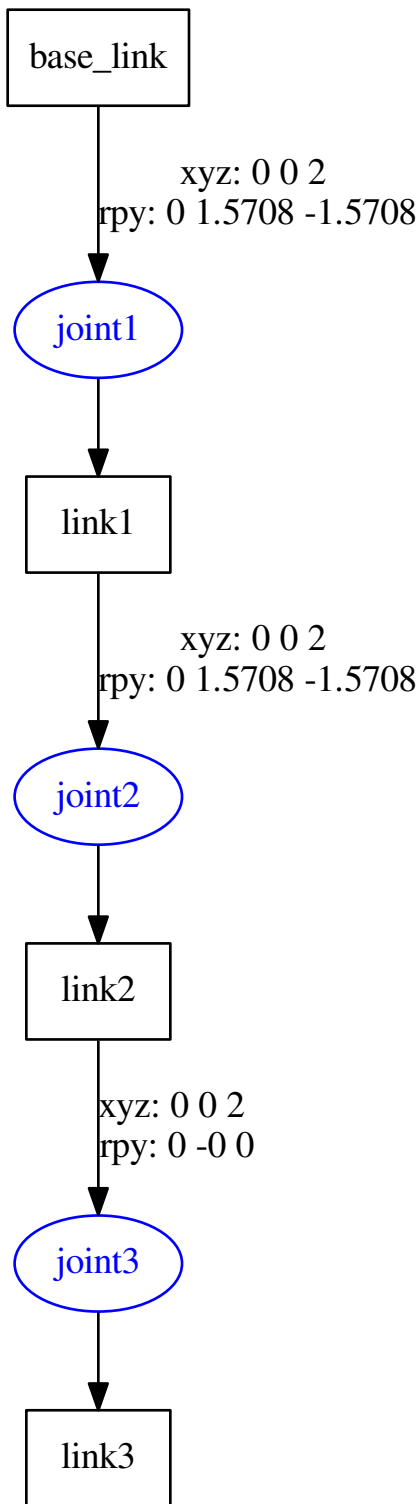 base_link
xyz: 0 0 2
rpy: 0 1.5708 -1.5708
joint1
link1
xyz: 0 0 2
rpy: 0 1.5708 -1.5708
joint2
link2
xyz: 0 0 2
rpy: 0 -0 0
joint3
link3